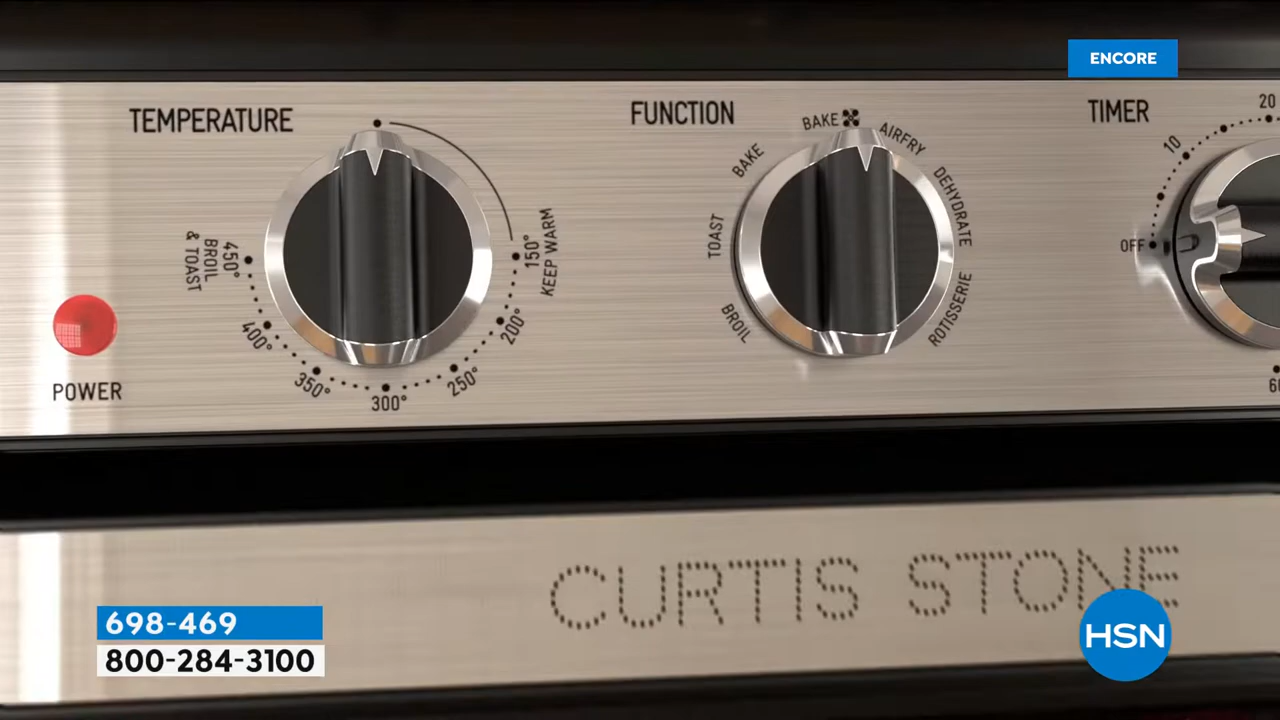 ENCORE
TEMPERATURE
150°
KEEP WARM
200°
250°
300°
350°
400°
450°
BROIL
& TOAST
POWER
FUNCTION
BROIL
TOAST
BAKE
BAKE
AIRFRY
DEHYDRATE
ROTISSERIE
TIMER
OFF
10
20
CURTIS STONE
698-469
800-284-3100
HSN